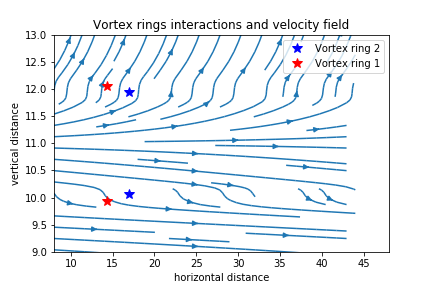 Vortex rings interactions and velocity field
Vortex ring 2
Vortex ring 1
13.0
12.5
12.0
11.5
11.0
10.5
10.0
9.5
9.0
vertical distance
10 15 20 25 30 35 40 45
horizontal distance